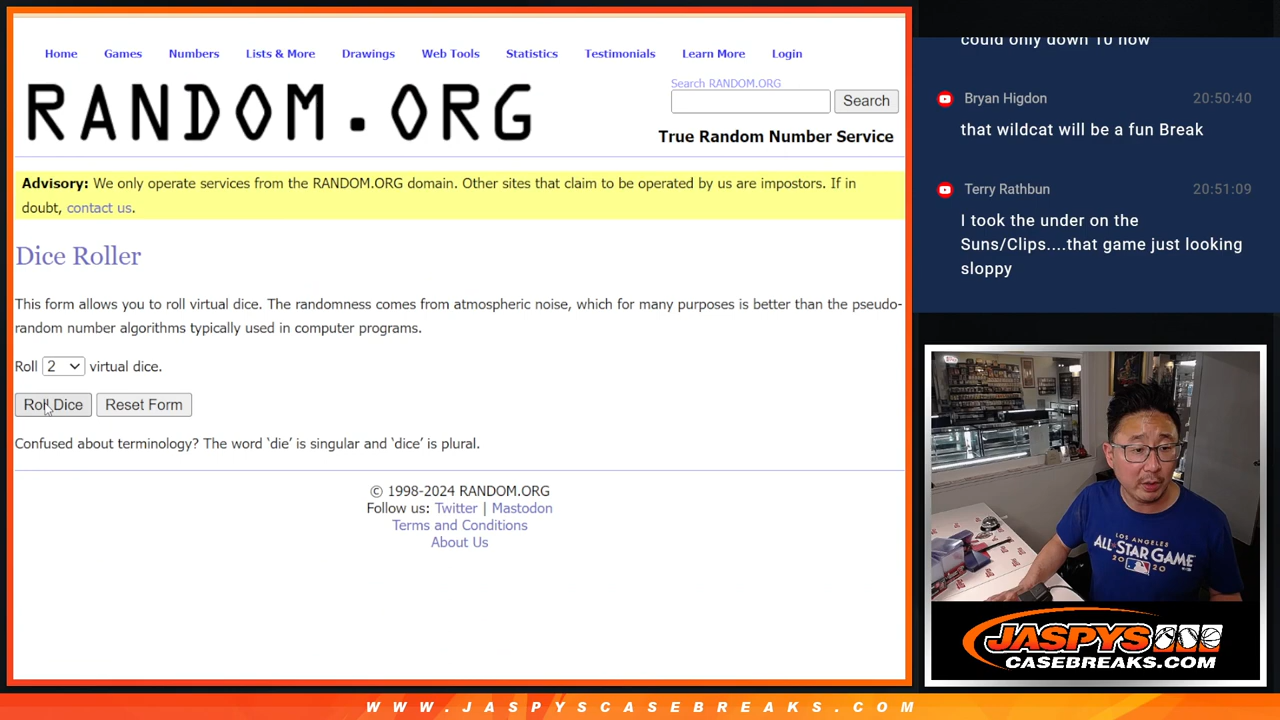 Home Games Numbers Lists & More Drawings Web Tools Statistics Testimonials Learn More Login
RANDOM.ORG
Search RANDOM.ORG
Search
True Random Number Service
Advisory: We only operate services from the RANDOM.ORG domain. Other sites that claim to be operated by us are impostors. If in
doubt, contact us.
Dice Roller
This form allows you to roll virtual dice. The randomness comes from atmospheric noise, which for many purposes is better than the pseudo-
random number algorithms typically used in computer programs.
Roll 2 virtual dice.
Roll Dice Reset Form
Confused about terminology? The word ‘die’ is singular and ‘dice’ is plural.
© 1998-2024 RANDOM.ORG
Follow us: Twitter | Mastodon
Terms and Conditions
About Us
could only down 10 now
Bryan Higdon 20:50:40
that wildcat will be a fun Break
Terry Rathbun 20:51:09
I took the under on the
Suns/Clips....that game just looking
sloppy
LOS ANGELES
ALL STAR GAME
2020
JASPYS
CASEBREAKS.COM
WWW.JASPYSCASEBREAKS.COM